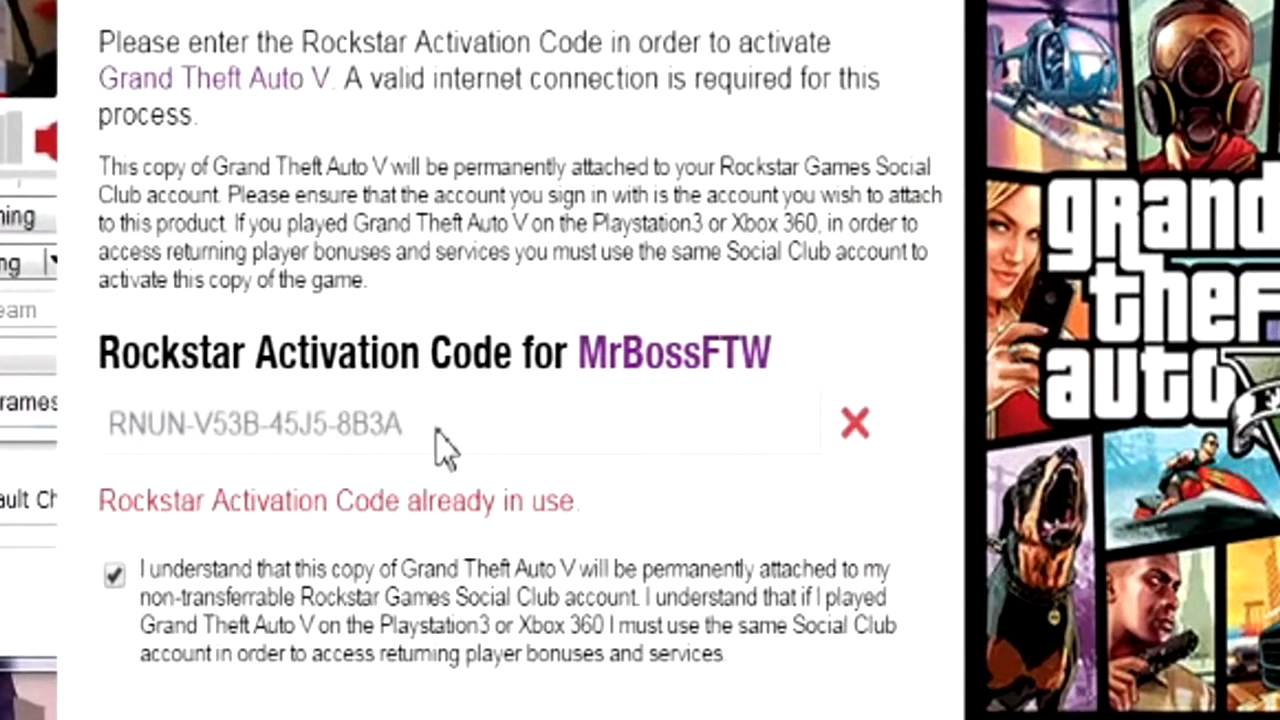 Please enter the Rockstar Activation Code in order to activate
Grand Theft Auto V. A valid internet connection is required for this
process.
This copy of Grand Theft Auto V will be permanently attached to your Rockstar Games Social
Club account. Please ensure that the account you sign in with is the account you wish to attach
to this product. If you played Grand Theft Auto V on the Playstation3 or Xbox 360, in order to
access returning player bonuses and services you must use the same Social Club account to
activate this copy of the game.
Rockstar Activation Code for MrBossFTW
RNUN-V53B-45J5-8B3A
Rockstar Activation Code already in use.
I understand that this copy of Grand Theft Auto V will be permanently attached to my
non-transferrable Rockstar Games Social Club account. I understand that if I played
Grand Theft Auto V on the Playstation3 or Xbox 360 I must use the same Social Club
account in order to access returning player bonuses and services.
grand
theft
auto V